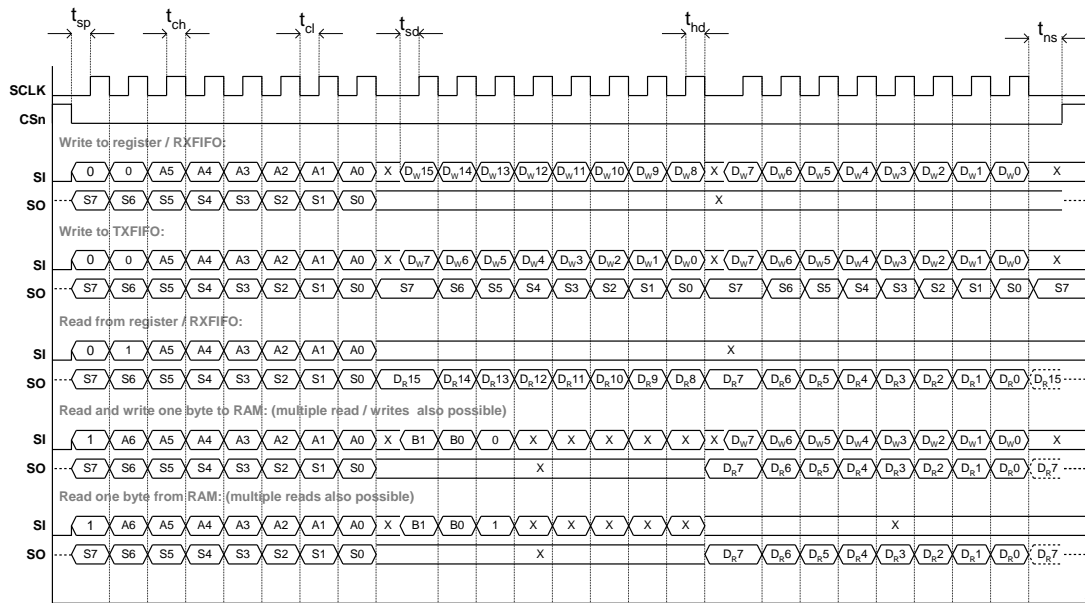 tsp tch tcl tsd thd tns
SCLK
CSn
Write to register / RXFIFO:
SI 0 0 A5 A4 A3 A2 A1 A0 X DW15 DW14 DW13 DW12 DW11 DW10 DW9 DW8 X DW7 DW6 DW5 DW4 DW3 DW2 DW1 DW0 X
SO S7 S6 S5 S4 S3 S2 S1 S0 X
Write to TXFIFO:
SI 0 0 A5 A4 A3 A2 A1 A0 X DW7 DW6 DW5 DW4 DW3 DW2 DW1 DW0 X DW7 DW6 DW5 DW4 DW3 DW2 DW1 DW0 X
SO S7 S6 S5 S4 S3 S2 S1 S0 S7 S6 S5 S4 S3 S2 S1 S0 S7 S6 S5 S4 S3 S2 S1 S0 S7
Read from register / RXFIFO:
SI 0 1 A5 A4 A3 A2 A1 A0 X
SO S7 S6 S5 S4 S3 S2 S1 S0 DR15 DR14 DR13 DR12 DR11 DR10 DR9 DR8 DR7 DR6 DR5 DR4 DR3 DR2 DR1 DR0 DR15
Read and write one byte to RAM: (multiple read / writes also possible)
SI 1 A6 A5 A4 A3 A2 A1 A0 X B1 B0 0 X X X X X X DW7 DW6 DW5 DW4 DW3 DW2 DW1 DW0 X
SO S7 S6 S5 S4 S3 S2 S1 S0 X DR7 DR6 DR5 DR4 DR3 DR2 DR1 DR0 DR7
Read one byte from RAM: (multiple reads also possible)
SI 1 A6 A5 A4 A3 A2 A1 A0 X B1 B0 1 X X X X X X
SO S7 S6 S5 S4 S3 S2 S1 S0 X DR7 DR6 DR5 DR4 DR3 DR2 DR1 DR0 DR7